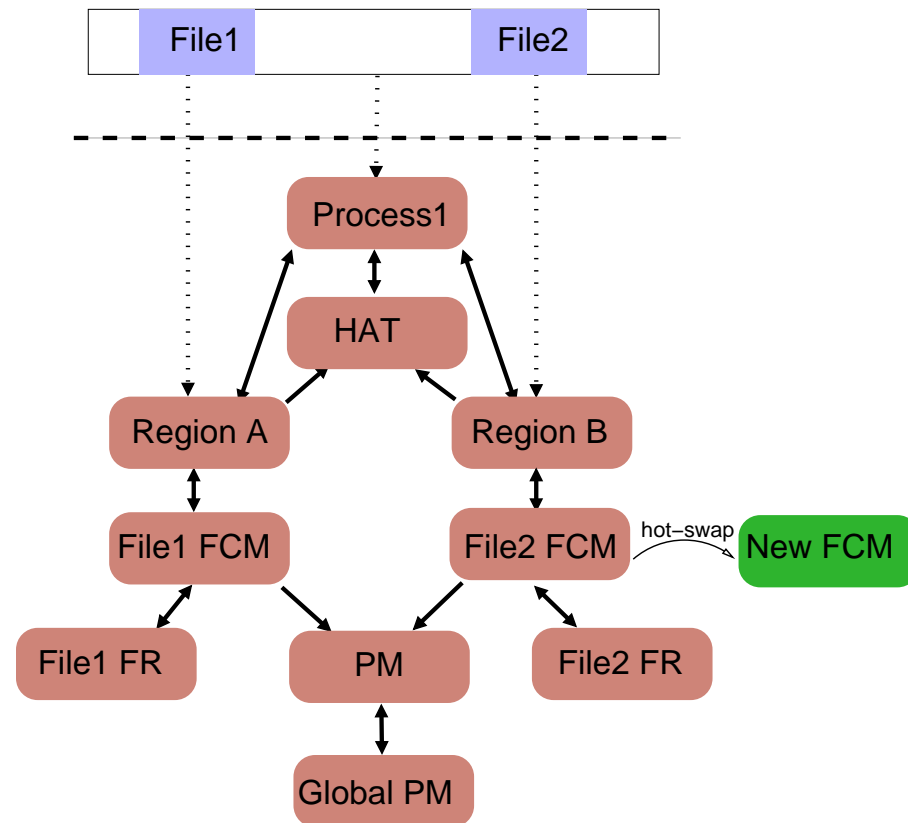 File1
File2
Process1
HAT
Region A
Region B
File1 FCM
File2 FCM
hot−swap
New FCM
File1 FR
PM
File2 FR
Global PM